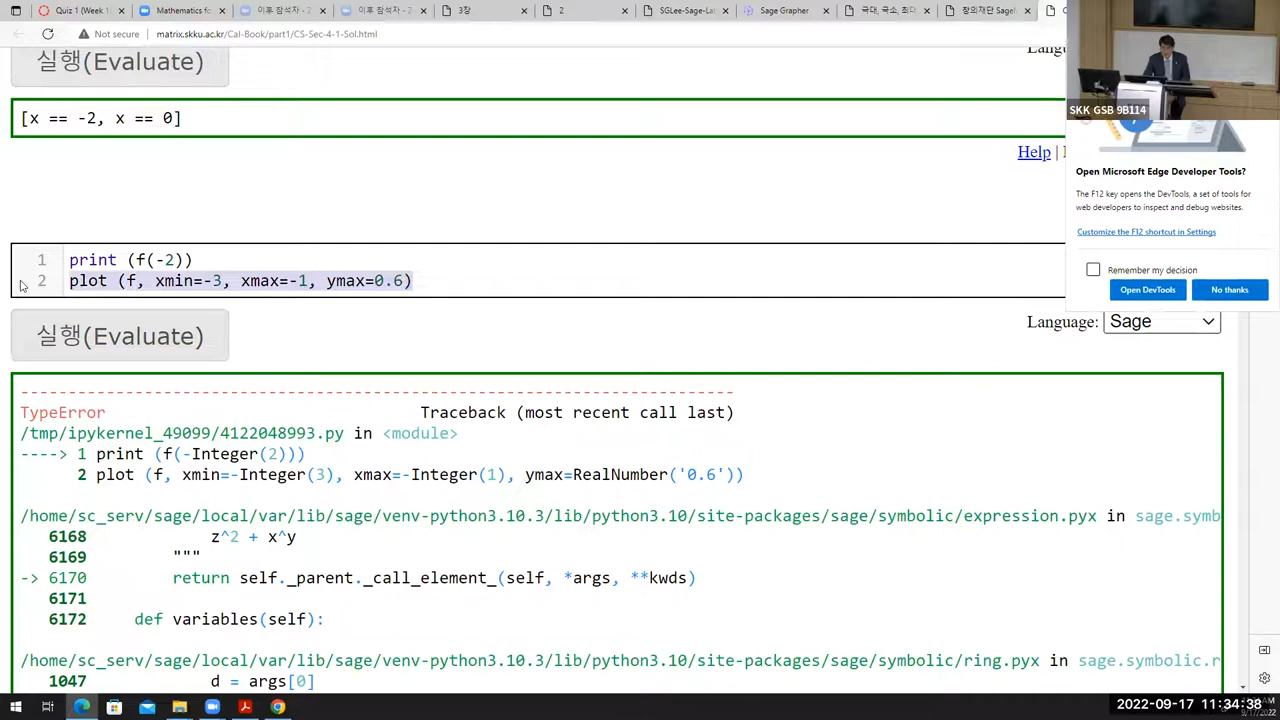 Quiz 1 (Week 1
Mathematics fo
이후 참석자 - 2
이후 참석자 - 2
3장
2
SGLee-Sage-La
Sage Grapher
극대, 극소, 최다
창의재단 Sagel
Not secure | matrix.skku.ac.kr/Cal-Book/part1/CS-Sec-4-1-Sol.html
실행(Evaluate)
[x == -2, x == 0]
Help
SKK GSB 9B114
Open Microsoft Edge Developer Tools?
The F12 key opens the DevTools, a set of tools for
web developers to inspect and debug websites.
Customize the F12 shortcut in Settings
Remember my decision
Open DevTools
No thanks
1 print (f(-2))
2 plot (f, xmin=-3, xmax=-1, ymax=0.6)
실행(Evaluate)
Language: Sage
---------------------------------------------------------------------------
TypeError Traceback (most recent call last)
/tmp/ipykernel_49099/4122048993.py in <module>
----> 1 print (f(-Integer(2)))
2 plot (f, xmin=-Integer(3), xmax=-Integer(1), ymax=RealNumber('0.6'))
/home/sc_serv/sage/local/var/lib/sage/venv-python3.10.3/lib/python3.10/site-packages/sage/symbolic/expression.pyx in sage.symb
6168 z^2 + x^y
6169 """
-> 6170 return self._parent._call_element_(self, *args, **kwds)
6171
6172 def variables(self):
/home/sc_serv/sage/local/var/lib/sage/venv-python3.10.3/lib/python3.10/site-packages/sage/symbolic/ring.pyx in sage.symbolic.r
1047 d = args[0]
2022-09-17 11:34:38